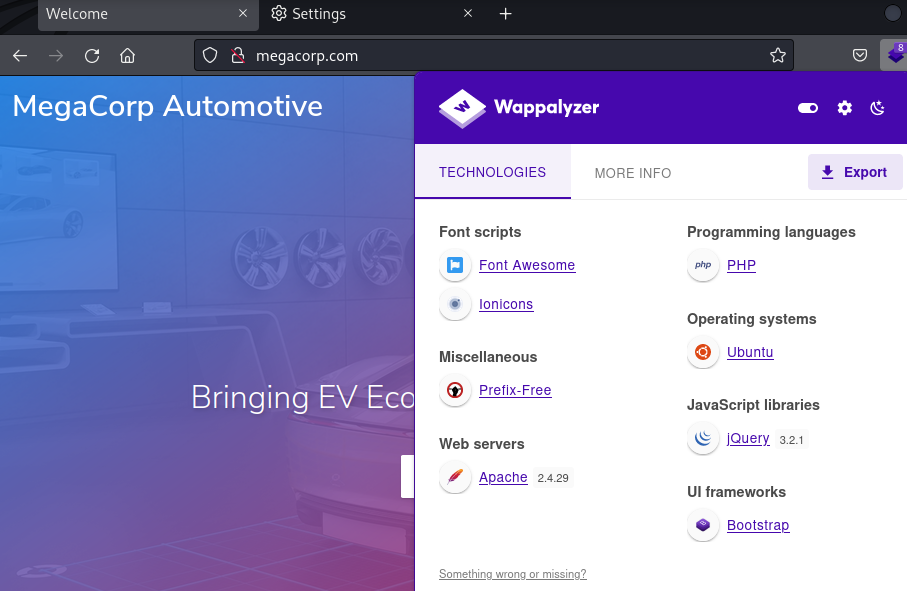 Welcome
Settings
megacorp.com
8
MegaCorp Automotive
Bringing EV Eco
Wappalyzer
TECHNOLOGIES
MORE INFO
Export
Font scripts
Font Awesome
Ionicons
Miscellaneous
Prefix-Free
Web servers
Apache 2.4.29
Programming languages
php PHP
Operating systems
Ubuntu
JavaScript libraries
jQuery 3.2.1
UI frameworks
Bootstrap
Something wrong or missing?